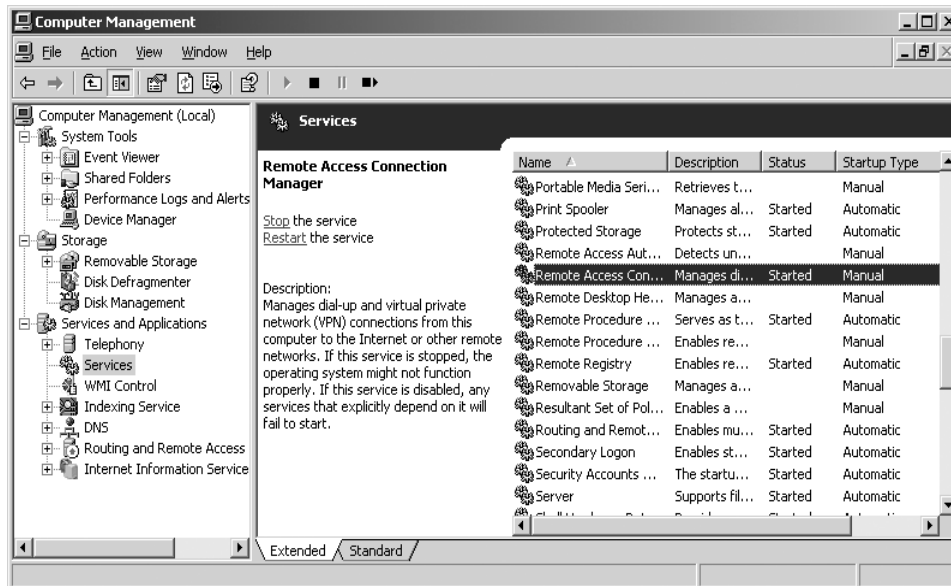 Computer Management
File Action View Window Help
Computer Management (Local)
System Tools
Event Viewer
Shared Folders
Performance Logs and Alerts
Device Manager
Storage
Removable Storage
Disk Defragmenter
Disk Management
Services and Applications
Telephony
Services
WMI Control
Indexing Service
DNS
Routing and Remote Access
Internet Information Service
Services
Remote Access Connection
Manager
Stop the service
Restart the service
Description:
Manages dial-up and virtual private
network (VPN) connections from this
computer to the Internet or other remote
networks. If this service is stopped, the
operating system might not function
properly. If this service is disabled, any
services that explicitly depend on it will
fail to start.
Name Description Status Startup Type
Portable Media Seri... Retrieves t... Manual
Print Spooler Manages al... Started Automatic
Protected Storage Protects st... Started Automatic
Remote Access Aut... Detects un... Manual
Remote Access Con... Manages di... Started Manual
Remote Desktop He... Manages a... Manual
Remote Procedure ... Serves as t... Started Automatic
Remote Procedure ... Enables re... Manual
Remote Registry Enables re... Started Automatic
Removable Storage Manages a... Manual
Resultant Set of Pol... Enables a ... Manual
Routing and Remot... Enables mu... Started Automatic
Secondary Logon Enables st... Started Automatic
Security Accounts ... The startu... Started Automatic
Server Supports fil... Started Automatic
Extended Standard